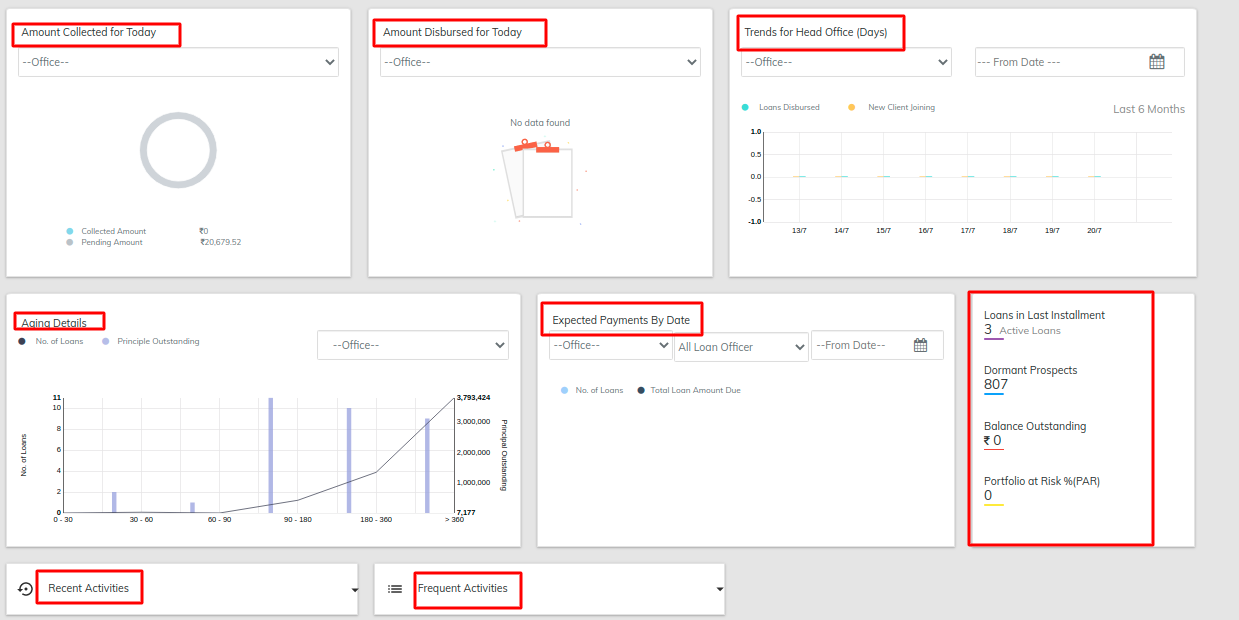 Amount Collected for Today
--Office--
Collected Amount ₹0
Pending Amount ₹20,679.52
Amount Disbursed for Today
--Office--
No data found
Trends for Head Office (Days)
--Office--
--- From Date ---
Loans Disbursed
New Client Joining
Last 6 Months
1.0
0.5
0.0
-0.5
-1.0
13/7 14/7 15/7 16/7 17/7 18/7 19/7 20/7
Aging Details
No. of Loans
Principle Outstanding
--Office--
No. of Loans
11
10
8
6
4
2
0
0 - 30 30 - 60 60 - 90 90 - 180 180 - 360 > 360
3,793,424
3,000,000
2,000,000
1,000,000
7,177
Principal Outstanding
Expected Payments By Date
--Office--
All Loan Officer
--From Date--
No. of Loans
Total Loan Amount Due
Loans in Last Installment
3 Active Loans
Dormant Prospects
807
Balance Outstanding
₹ 0
Portfolio at Risk %(PAR)
0
Recent Activities
Frequent Activities